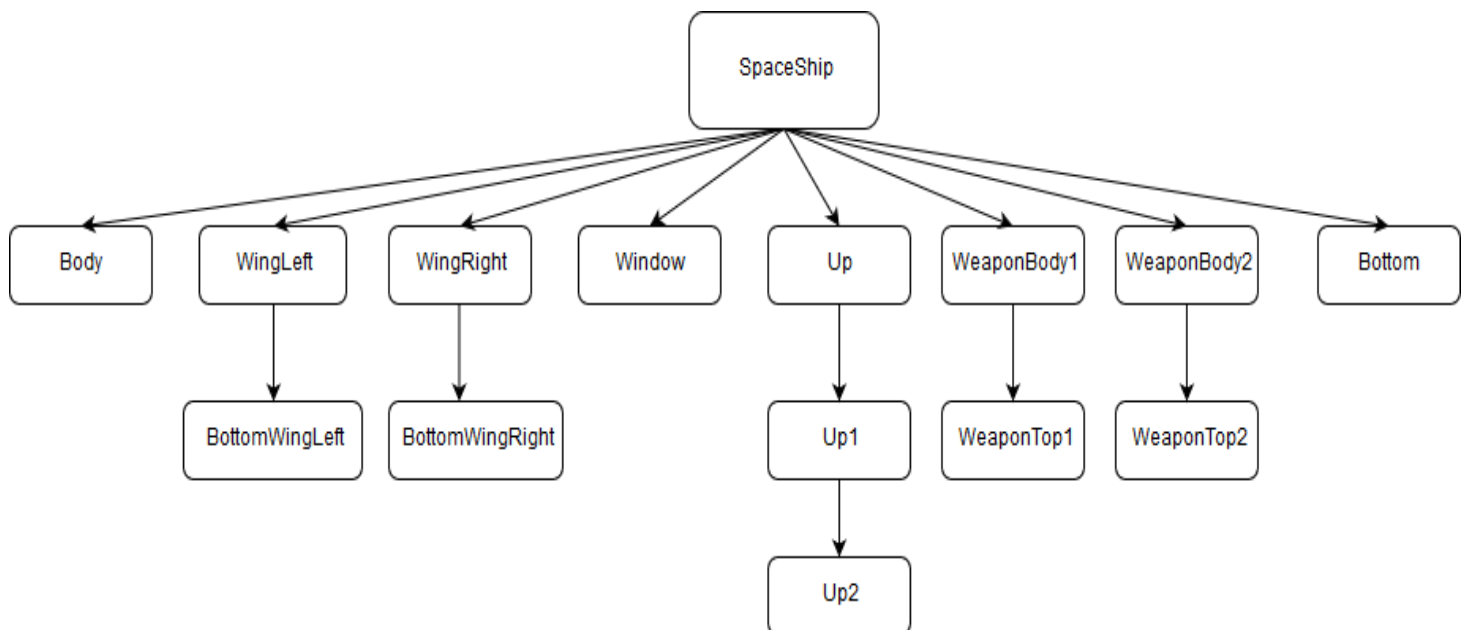 SpaceShip
Body
WingLeft
WingRight
Window
Up
WeaponBody1
WeaponBody2
Bottom
BottomWingLeft
BottomWingRight
Up1
WeaponTop1
WeaponTop2
Up2